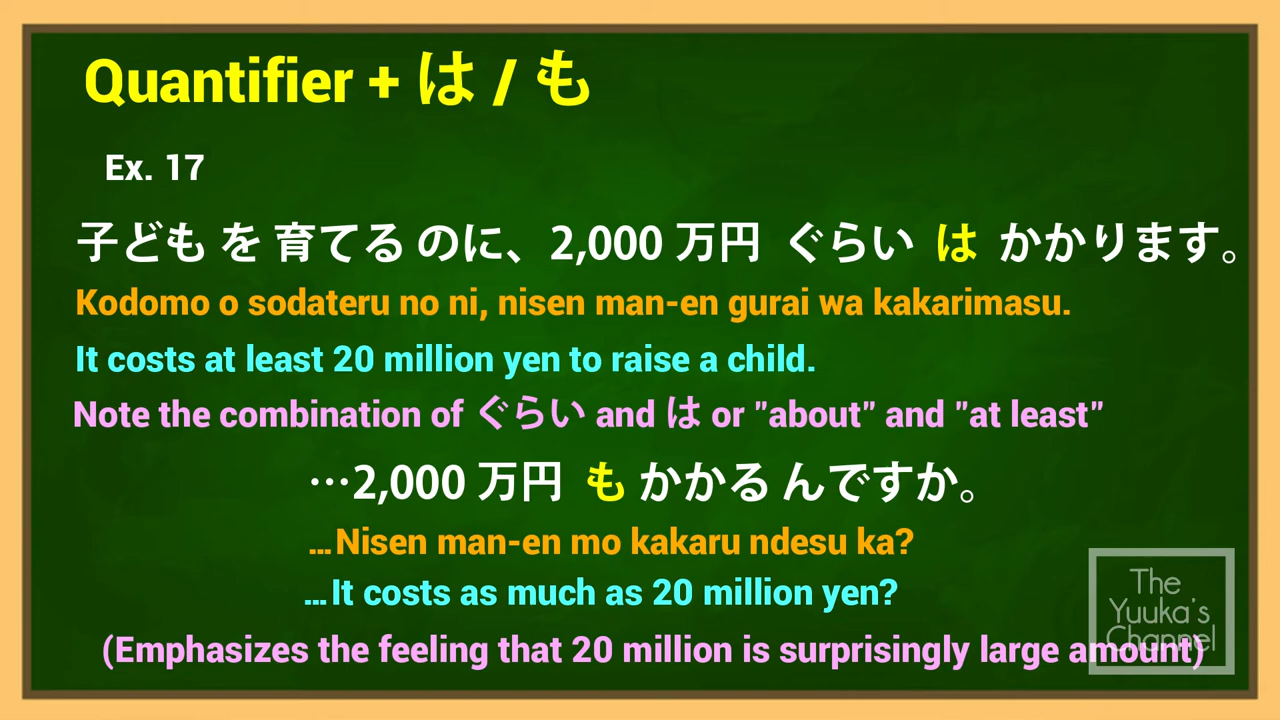 Quantifier + は / も
Ex. 17
子ども を 育てる のに、2,000 万円 ぐらい は かかります。
Kodomo o sodateru no ni, nisen man-en gurai wa kakarimasu.
It costs at least 20 million yen to raise a child.
Note the combination of ぐらい and は or "about" and "at least"
…2,000 万円 も かかる んですか。
...Nisen man-en mo kakaru ndesu ka?
...It costs as much as 20 million yen?
(Emphasizes the feeling that 20 million is surprisingly large amount)
The
Yuuka's
Channel